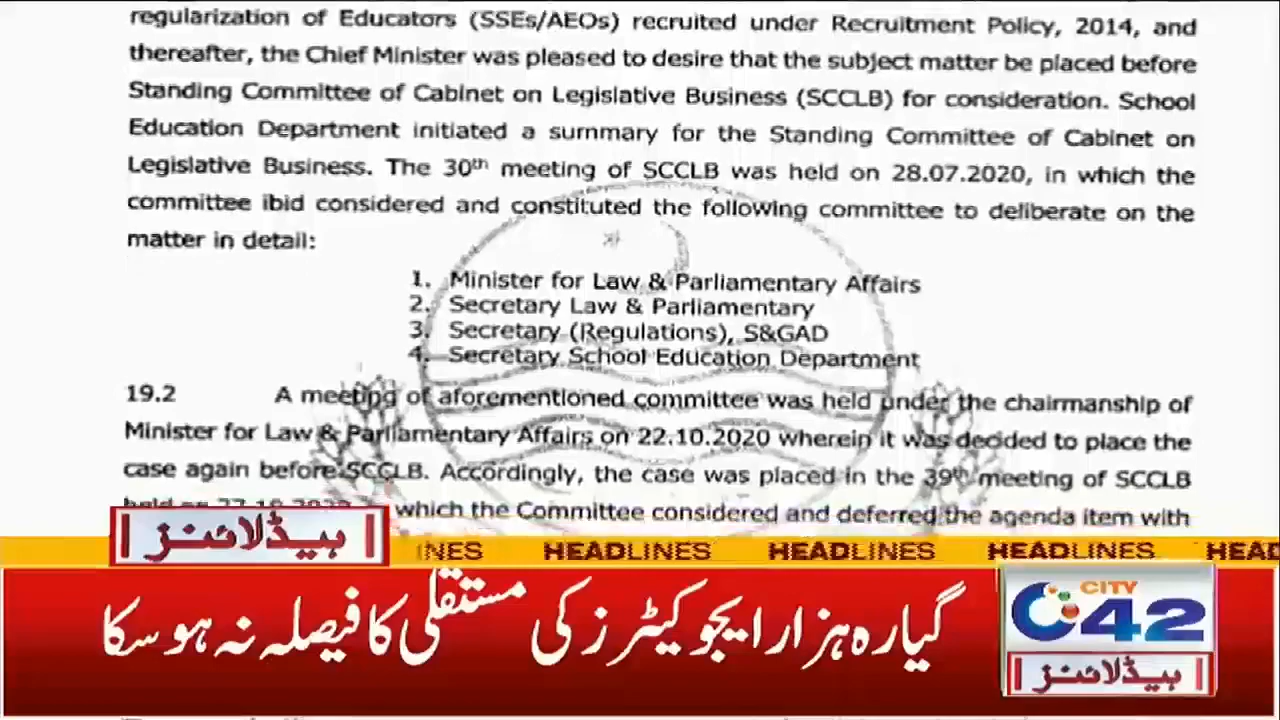 regularization of Educators (SSEs/AEOs) recruited under Recruitment Policy, 2014, and
thereafter, the Chief Minister was pleased to desire that the subject matter be placed before
Standing Committee of Cabinet on Legislative Business (SCCLB) for consideration. School
Education Department initiated a summary for the Standing Committee of Cabinet on
Legislative Business. The 30th meeting of SCCLB was held on 28.07.2020, in which the
committee ibid considered and constituted the following committee to deliberate on the
matter in detail:
1. Minister for Law & Parliamentary Affairs
2. Secretary Law & Parliamentary
3. Secretary (Regulations), S&GAD
4. Secretary School Education Department
19.2 A meeting of aforementioned committee was held under the chairmanship of
Minister for Law & Parliamentary Affairs on 22.10.2020 wherein it was decided to place the
case again before SCCLB. Accordingly, the case was placed in the 39th meeting of SCCLB
which the Committee considered and deferred the agenda item with
ہیڈلائنز
INES HEADLINES HEADLINES HEADLINES HEAD
گیارہ ہزار ایجوکیٹرز کی مستقلی کا فیصلہ نہ ہوسکا
CITY
42
ہیڈلائنز